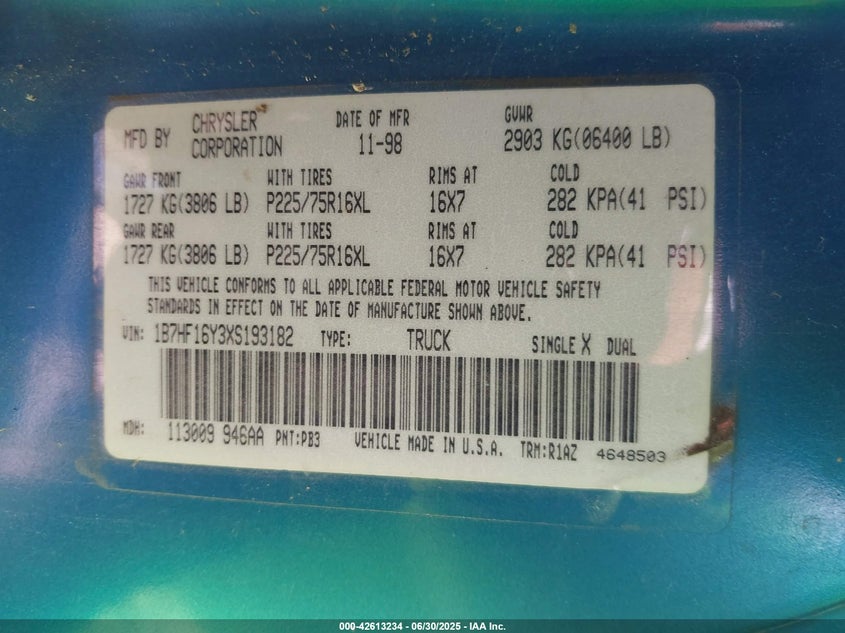 MFD BY CHRYSLER CORPORATION DATE OF MFR 11-98 GVWR 2903 KG(06400 LB)
GAWR FRONT WITH TIRES RIMS AT COLD
1727 KG(3806 LB) P225/75R16XL 16X7 282 KPA(41 PSI)
GAWR REAR WITH TIRES RIMS AT COLD
1727 KG(3806 LB) P225/75R16XL 16X7 282 KPA(41 PSI)
THIS VEHICLE CONFORMS TO ALL APPLICABLE FEDERAL MOTOR VEHICLE SAFETY
STANDARDS IN EFFECT ON THE DATE OF MANUFACTURE SHOWN ABOVE.
VIN: 1B7HF16Y3XS193182 TYPE: TRUCK SINGLE X DUAL
MDH: 113009 946AA PNT:PB3 VEHICLE MADE IN U.S.A. TRM:R1AZ 4648503
000-42613234 - 06/30/2025 - IAA Inc.